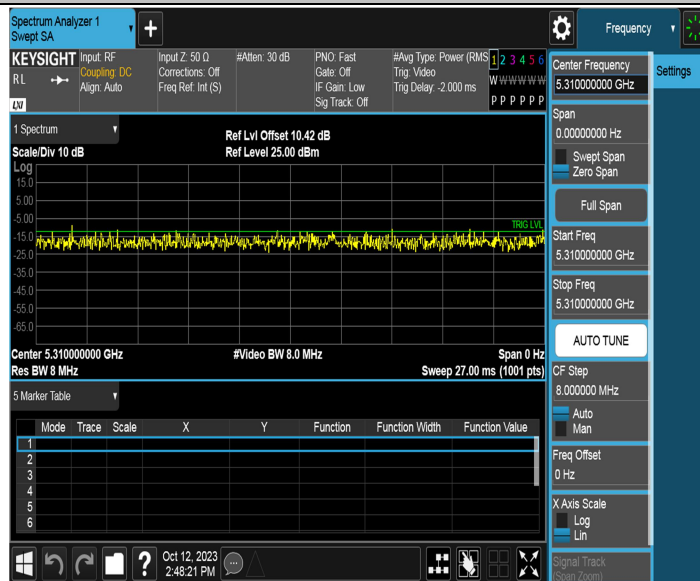 Spectrum Analyzer 1
Swept SA
Frequency
KEYSIGHT
RL
LXI
Input: RF
Coupling: DC
Align: Auto
Input Z: 50 Ω
Corrections: Off
Freq Ref: Int (S)
#Atten: 30 dB
PNO: Fast
Gate: Off
IF Gain: Low
Sig Track: Off
#Avg Type: Power (RMS
Trig: Video
Trig Delay: -2.000 ms
1 2 3 4 5 6
W W W W W W
P P P P P P
1 Spectrum
Scale/Div 10 dB
Ref Lvl Offset 10.42 dB
Ref Level 25.00 dBm
Log
15.0
5.00
-5.00
-15.0
-25.0
-35.0
-45.0
-55.0
-65.0
TRIG LVL
Center 5.310000000 GHz
#Video BW 8.0 MHz
Span 0 Hz
Res BW 8 MHz
Sweep 27.00 ms (1001 pts)
5 Marker Table
Mode Trace Scale X Y Function Function Width Function Value
1
2
3
4
5
6
?
Oct 12, 2023
2:48:21 PM
Center Frequency
5.310000000 GHz
Settings
Span
0.00000000 Hz
Swept Span
Zero Span
Full Span
Start Freq
5.310000000 GHz
Stop Freq
5.310000000 GHz
AUTO TUNE
CF Step
8.000000 MHz
Auto
Man
Freq Offset
0 Hz
X Axis Scale
Log
Lin
Signal Track
(Span Zoom)